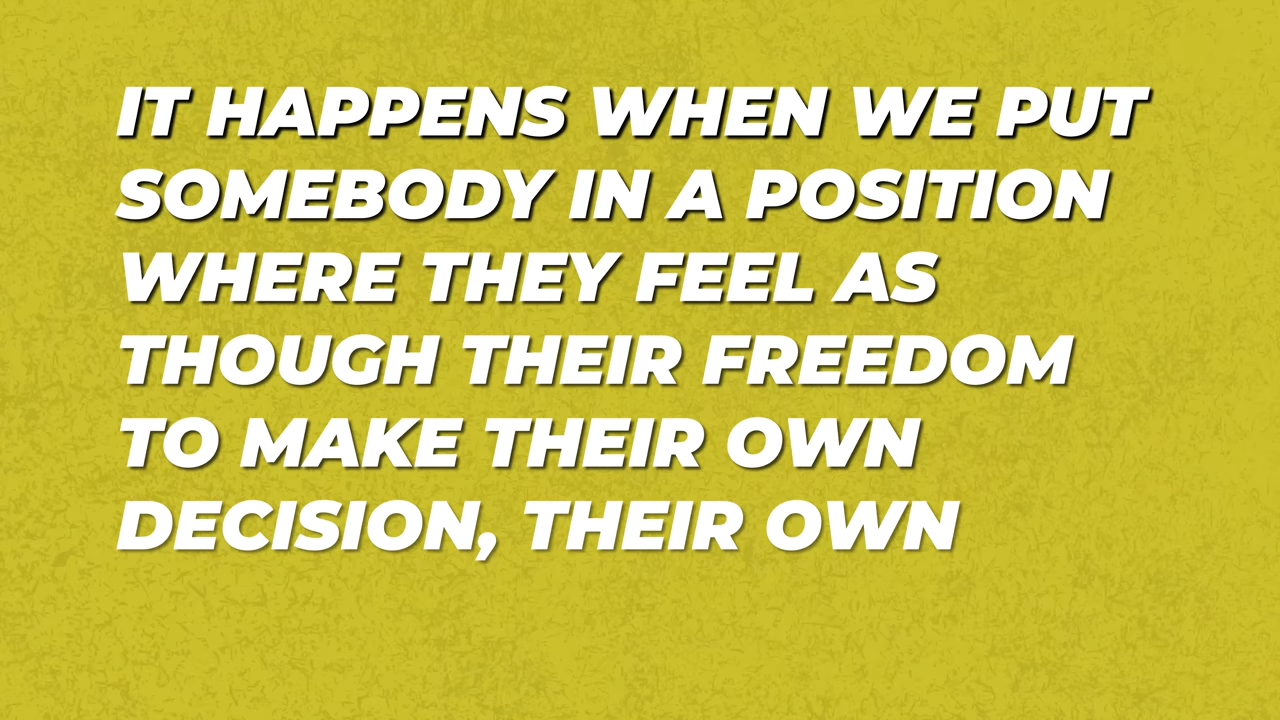 IT HAPPENS WHEN WE PUT
SOMEBODY IN A POSITION
WHERE THEY FEEL AS
THOUGH THEIR FREEDOM
TO MAKE THEIR OWN
DECISION, THEIR OWN